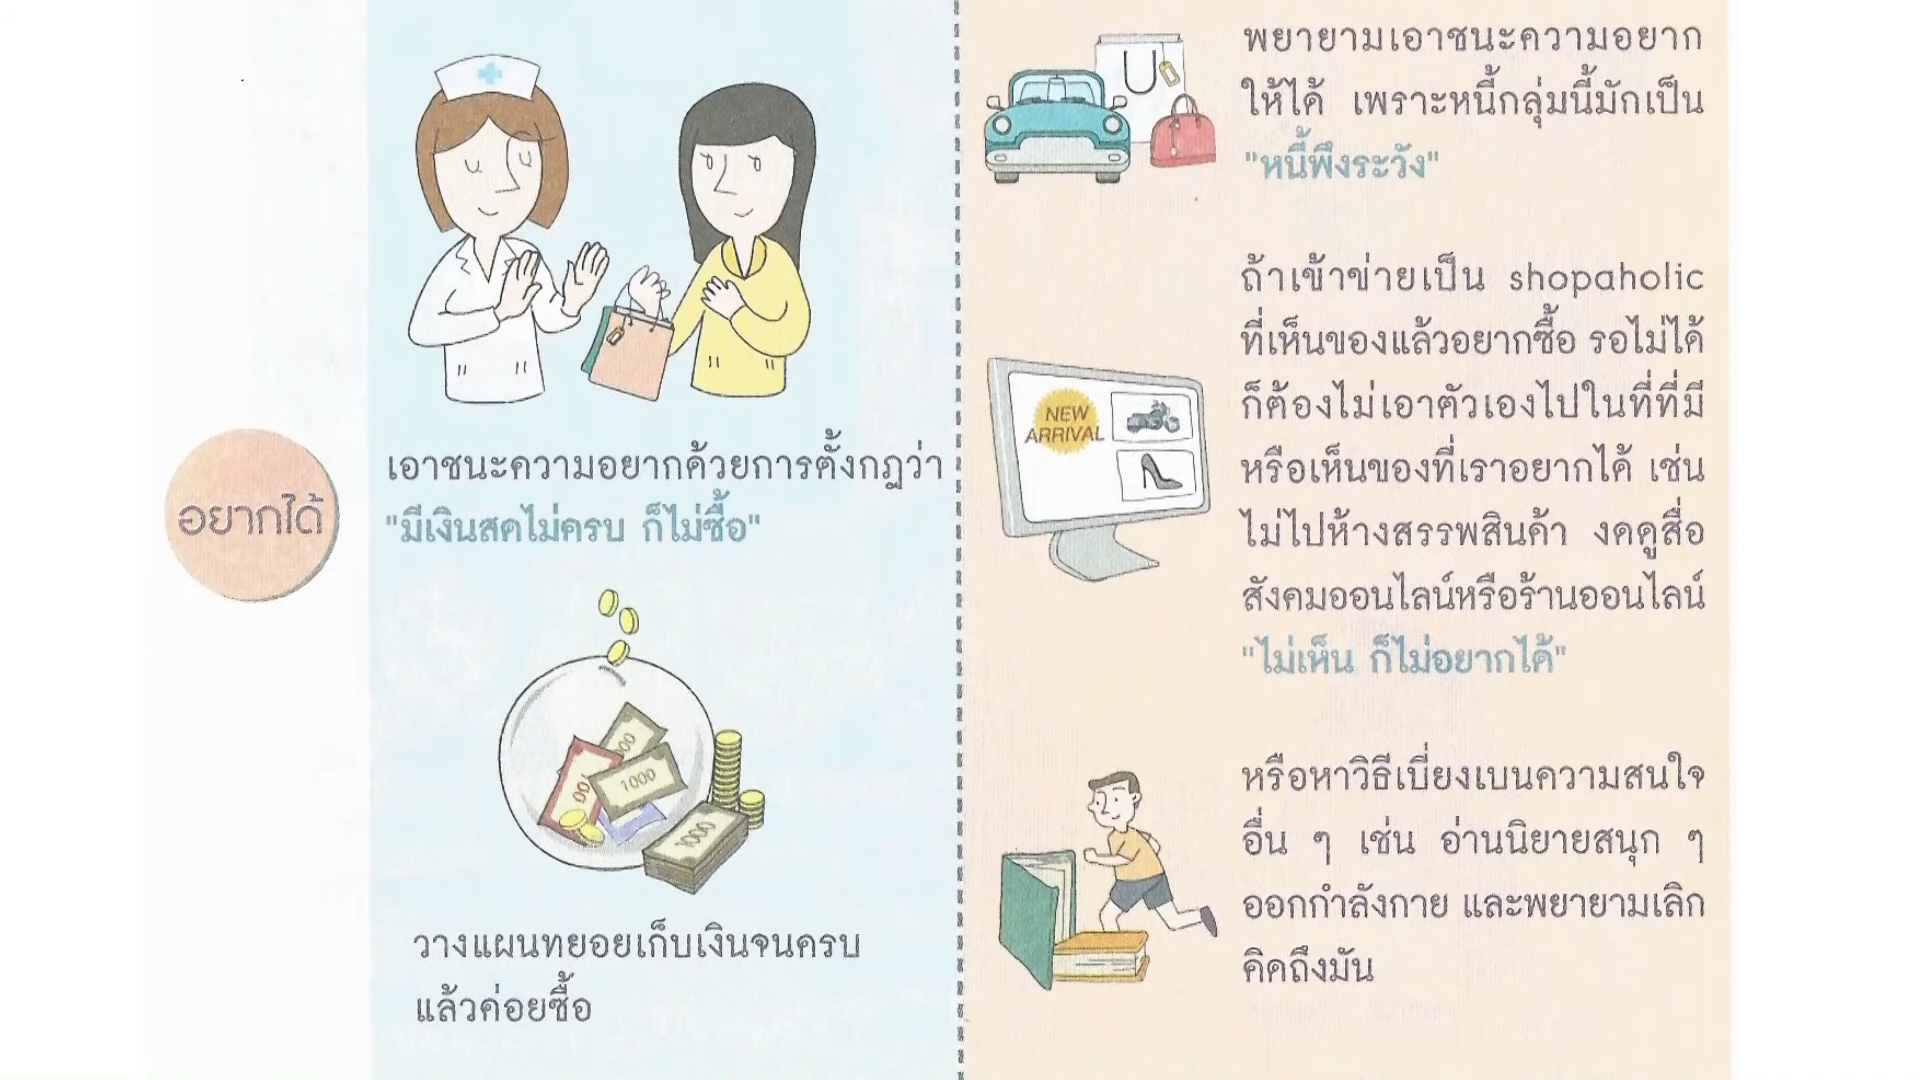 อยากได้
เอาชนะความอยากด้วยการตั้งกฎว่า
"มีเงินสดไม่ครบ ก็ไม่ซื้อ"
1000
1000
วางแผนทยอยเก็บเงินจนครบ
แล้วค่อยซื้อ
พยายามเอาชนะความอยาก
ให้ได้ เพราะหนี้กลุ่มนี้มักเป็น
"หนี้พึงระวัง"
NEW
ARRIVAL
ถ้าเข้าข่ายเป็น shopaholic
ที่เห็นของแล้วอยากซื้อ รอไม่ได้
ก็ต้องไม่เอาตัวเองไปในที่ที่มี
หรือเห็นของที่เราอยากได้ เช่น
ไม่ไปห้างสรรพสินค้า งดดูสื่อ
สังคมออนไลน์หรือร้านออนไลน์
"ไม่เห็น ก็ไม่อยากได้"
หรือหาวิธีเบี่ยงเบนความสนใจ
อื่น ๆ เช่น อ่านนิยายสนุก ๆ
ออกกำลังกาย และพยายามเลิก
คิดถึงมัน